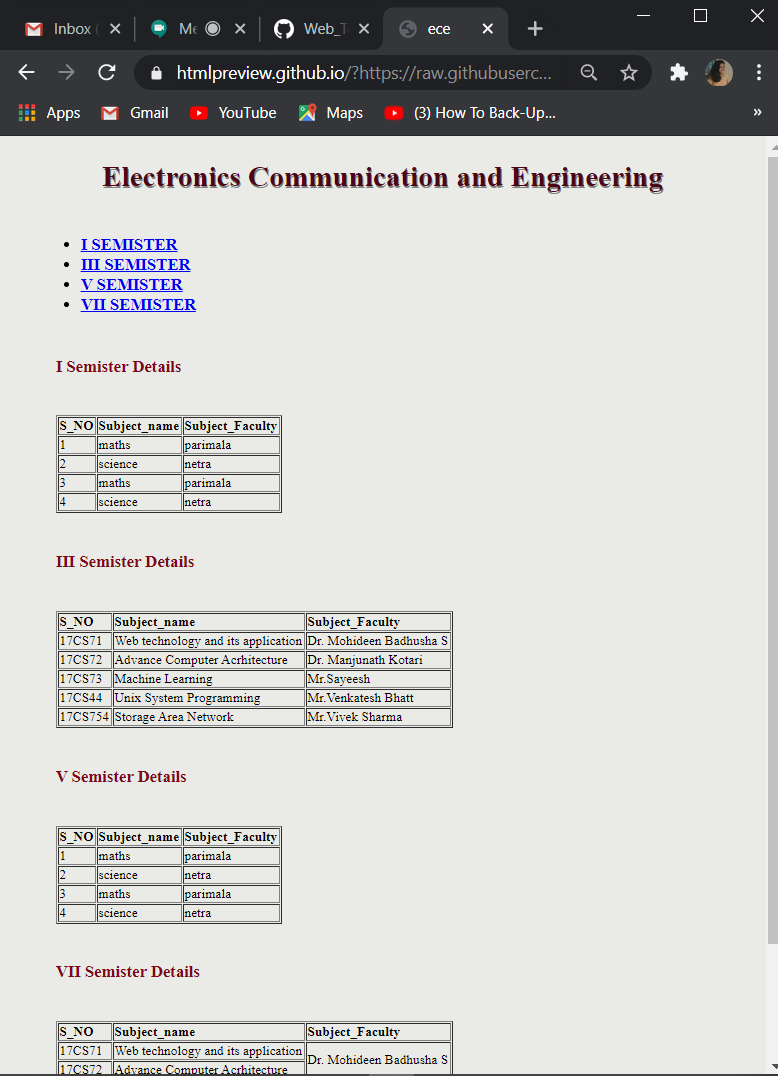 Inbox (
Me
Web_T
ece
htmlpreview.github.io/?https://raw.githubuserc...
Apps Gmail YouTube Maps (3) How To Back-Up... »
Electronics Communication and Engineering
I SEMISTER
III SEMISTER
V SEMISTER
VII SEMISTER
I Semister Details
S_NO Subject_name Subject_Faculty
1 maths parimala
2 science netra
3 maths parimala
4 science netra
III Semister Details
S_NO Subject_name Subject_Faculty
17CS71 Web technology and its application Dr. Mohideen Badhusha S
17CS72 Advance Computer Acrhitecture Dr. Manjunath Kotari
17CS73 Machine Learning Mr.Sayeesh
17CS44 Unix System Programming Mr.Venkatesh Bhatt
17CS754 Storage Area Network Mr.Vivek Sharma
V Semister Details
S_NO Subject_name Subject_Faculty
1 maths parimala
2 science netra
3 maths parimala
4 science netra
VII Semister Details
S_NO Subject_name Subject_Faculty
17CS71 Web technology and its application Dr. Mohideen Badhusha S
17CS72 Advance Computer Acrhitecture